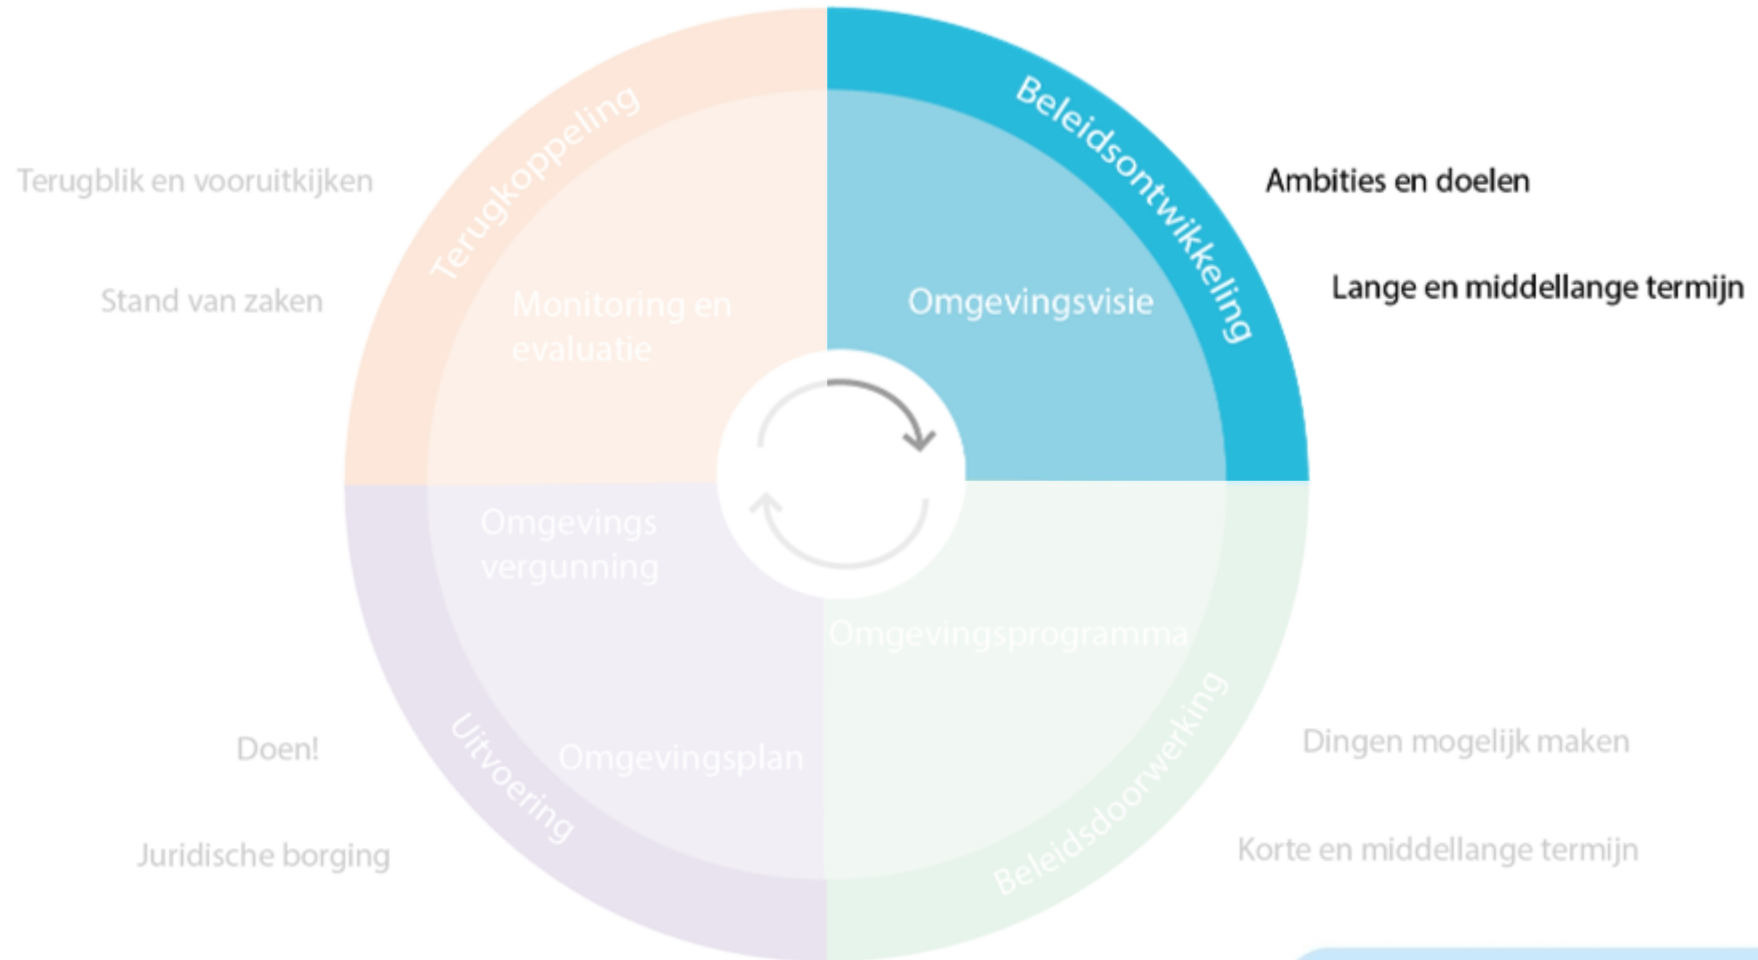 Terugkoppeling
Beleidsontwikkeling
Terugblik en vooruitkijken
Ambities en doelen
Stand van zaken
Monitoring en
evaluatie
Omgevingsvisie
Lange en middellange termijn
Omgevings
vergunning
Omgevingsprogramma
Doen!
Uitvoering
Omgevingsplan
Beleidsdoorwerking
Dingen mogelijk maken
Juridische borging
Korte en middellange termijn